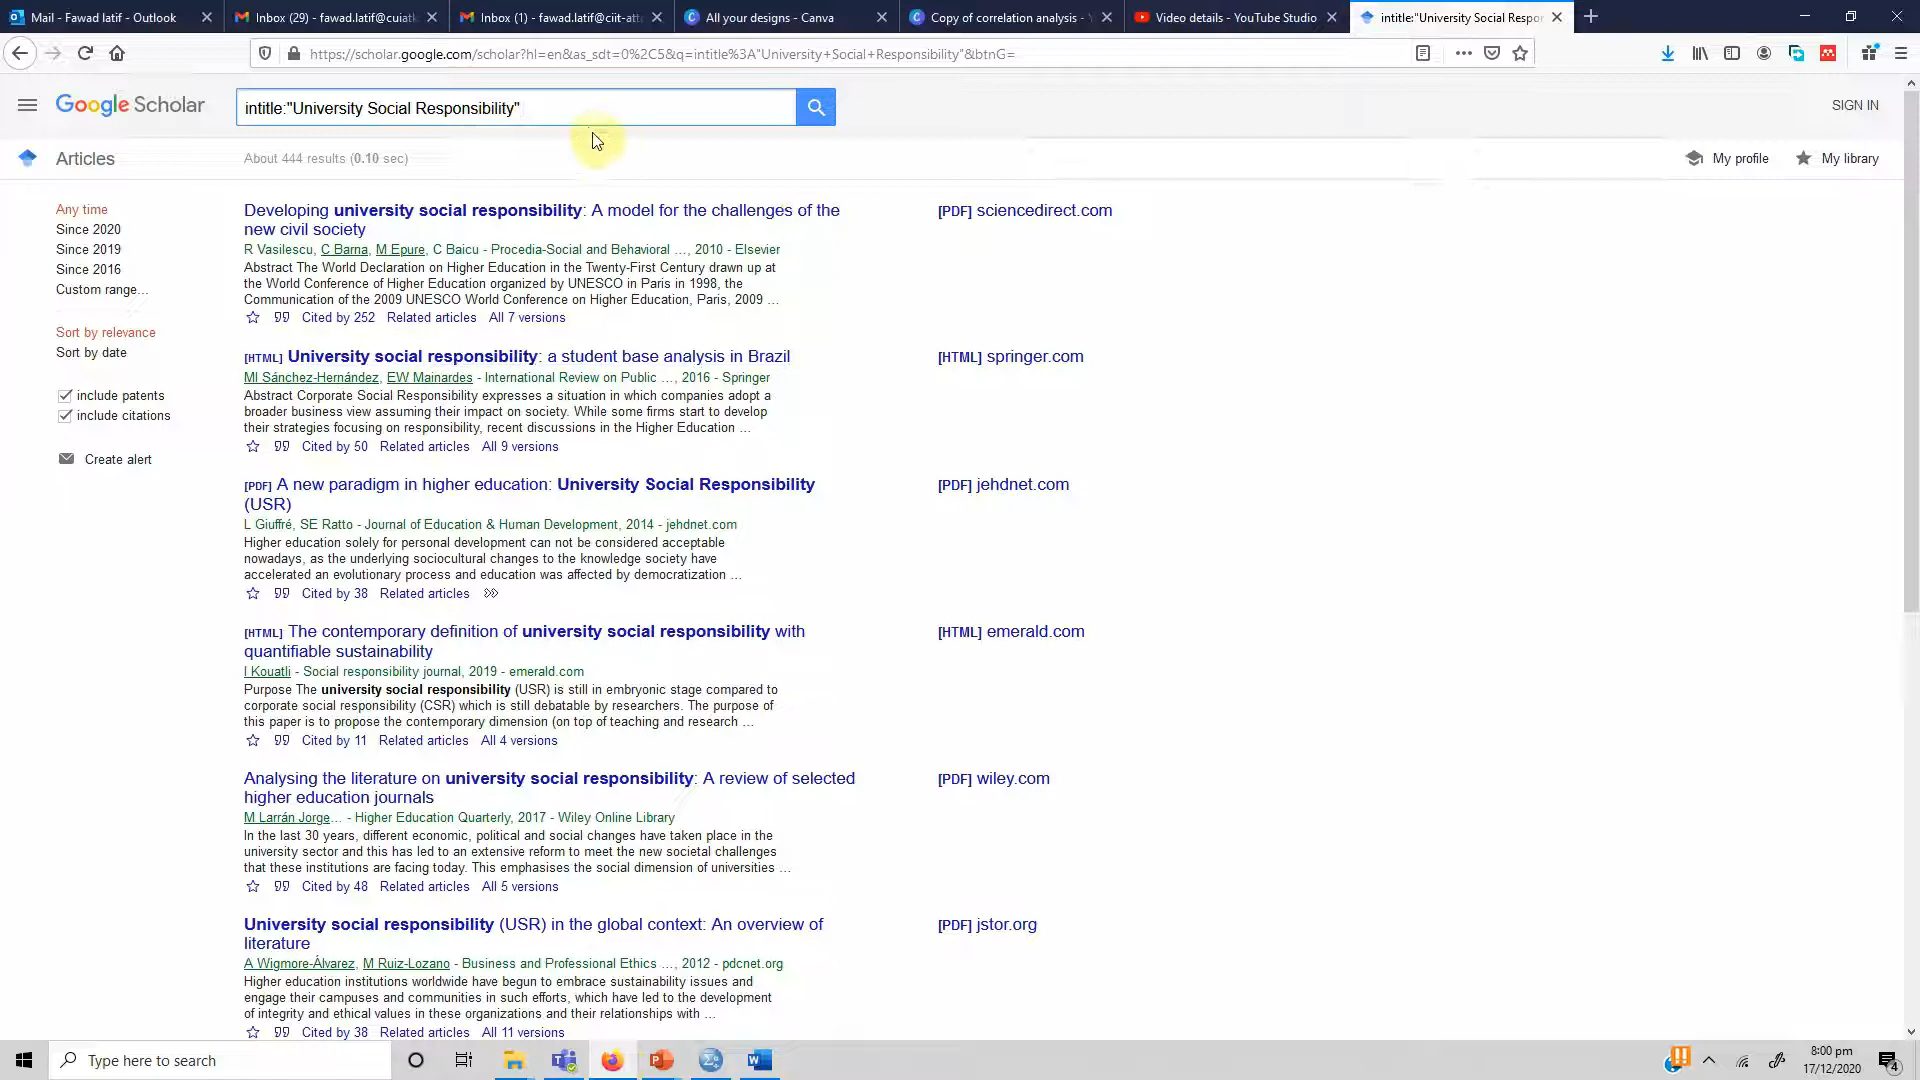 Mail - Fawad latif - Outlook
Inbox (29) - fawad.latif@cuiatk
Inbox (1) - fawad.latif@ciit-att
All your designs - Canva
Copy of correlation analysis -
Video details - YouTube Studio
intitle:"University Social Respor
https://scholar.google.com/scholar?hl=en&as_sdt=0%2C5&q=intitle%3A"University+Social+Responsibility"&btnG=
Google Scholar
intitle:"University Social Responsibility"
SIGN IN
Articles
About 444 results (0.10 sec)
My profile
My library
Any time
Since 2020
Since 2019
Since 2016
Custom range...
Sort by relevance
Sort by date
include patents
include citations
Create alert
Developing university social responsibility: A model for the challenges of the
new civil society
R Vasilescu, C Barna, M Epure, C Baicu - Procedia-Social and Behavioral ..., 2010 - Elsevier
Abstract The World Declaration on Higher Education in the Twenty-First Century drawn up at
the World Conference of Higher Education organized by UNESCO in Paris in 1998, the
Communication of the 2009 UNESCO World Conference on Higher Education, Paris, 2009 ...
Cited by 252 Related articles All 7 versions
[PDF] sciencedirect.com
[HTML] University social responsibility: a student base analysis in Brazil
MI Sánchez-Hernández, EW Mainardes - International Review on Public ..., 2016 - Springer
Abstract Corporate Social Responsibility expresses a situation in which companies adopt a
broader business view assuming their impact on society. While some firms start to develop
their strategies focusing on responsibility, recent discussions in the Higher Education ...
Cited by 50 Related articles All 9 versions
[HTML] springer.com
[PDF] A new paradigm in higher education: University Social Responsibility
(USR)
L Giuffré, SE Ratto - Journal of Education & Human Development, 2014 - jehdnet.com
Higher education solely for personal development can not be considered acceptable
nowadays, as the underlying sociocultural changes to the knowledge society have
accelerated an evolutionary process and education was affected by democratization ...
Cited by 38 Related articles
[PDF] jehdnet.com
[HTML] The contemporary definition of university social responsibility with
quantifiable sustainability
I Kouatli - Social responsibility journal, 2019 - emerald.com
Purpose The university social responsibility (USR) is still in embryonic stage compared to
corporate social responsibility (CSR) which is still debatable by researchers. The purpose of
this paper is to propose the contemporary dimension (on top of teaching and research ...
Cited by 11 Related articles All 4 versions
[HTML] emerald.com
Analysing the literature on university social responsibility: A review of selected
higher education journals
M Larrán Jorge... - Higher Education Quarterly, 2017 - Wiley Online Library
In the last 30 years, different economic, political and social changes have taken place in the
university sector and this has led to an extensive reform to meet the new societal challenges
that these institutions are facing today. This emphasises the social dimension of universities ...
Cited by 48 Related articles All 5 versions
[PDF] wiley.com
University social responsibility (USR) in the global context: An overview of
literature
A Wigmore-Álvarez, M Ruiz-Lozano - Business and Professional Ethics ..., 2012 - pdcnet.org
Higher education institutions worldwide have begun to embrace sustainability issues and
engage their campuses and communities in such efforts, which have led to the development
of integrity and ethical values in these organizations and their relationships with ...
Cited by 38 Related articles All 11 versions
[PDF] jstor.org
Type here to search
8:00 pm
17/12/2020
4